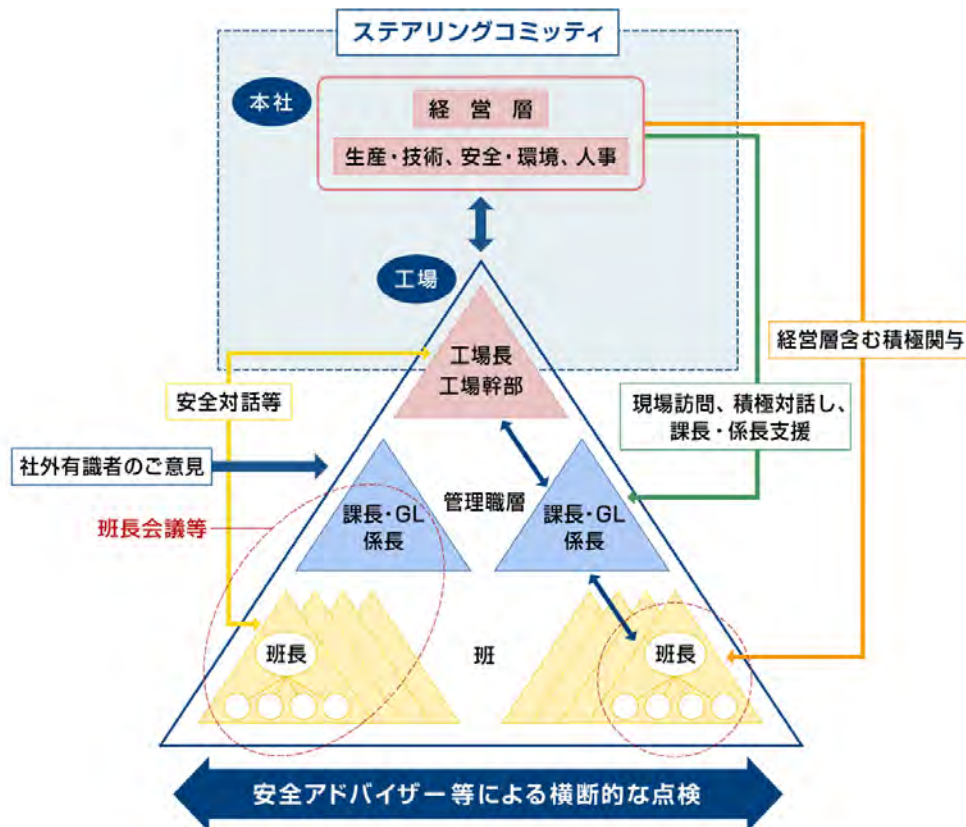 ステアリングコミッティ
本社
経 営 層
生産・技術、安全・環境、人事
工場
工場長
工場幹部
経営層含む積極関与
安全対話等
現場訪問、積極対話し、
課長・係長支援
社外有識者のご意見
管理職層
班長会議等
課長・GL
係長
課長・GL
係長
班長
班
班長
安全アドバイザー等による横断的な点検